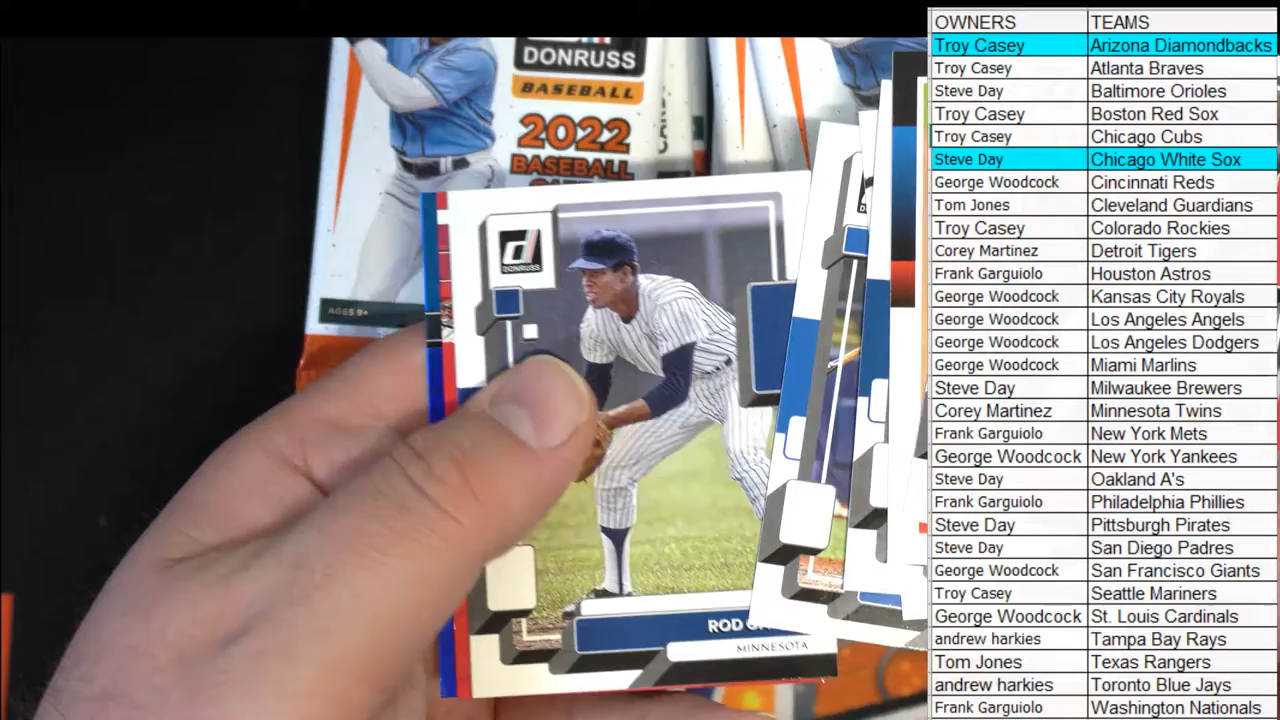 DONRUSS
BASEBALL
2022
BASEBALL
AGES 9+
d
DONRUSS
ROD
MINNESOTA
OWNERS TEAMS
Troy Casey Arizona Diamondbacks
Troy Casey Atlanta Braves
Steve Day Baltimore Orioles
Troy Casey Boston Red Sox
Troy Casey Chicago Cubs
Steve Day Chicago White Sox
George Woodcock Cincinnati Reds
Tom Jones Cleveland Guardians
Troy Casey Colorado Rockies
Corey Martinez Detroit Tigers
Frank Garguiolo Houston Astros
George Woodcock Kansas City Royals
George Woodcock Los Angeles Angels
George Woodcock Los Angeles Dodgers
George Woodcock Miami Marlins
Steve Day Milwaukee Brewers
Corey Martinez Minnesota Twins
Frank Garguiolo New York Mets
George Woodcock New York Yankees
Steve Day Oakland A's
Frank Garguiolo Philadelphia Phillies
Steve Day Pittsburgh Pirates
Steve Day San Diego Padres
George Woodcock San Francisco Giants
Troy Casey Seattle Mariners
George Woodcock St. Louis Cardinals
andrew harkies Tampa Bay Rays
Tom Jones Texas Rangers
andrew harkies Toronto Blue Jays
Frank Garguiolo Washington Nationals